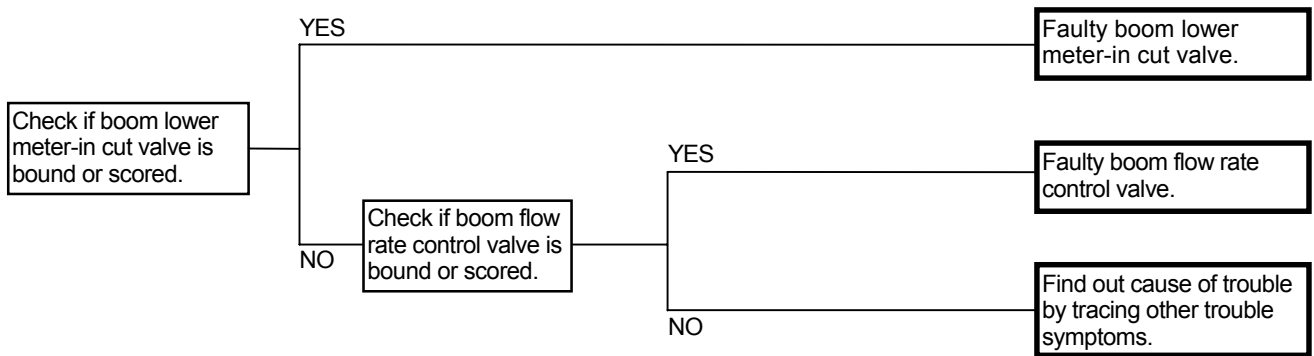 YES
Faulty boom lower
meter-in cut valve.
Check if boom lower
meter-in cut valve is
bound or scored.
YES
Faulty boom flow rate
control valve.
Check if boom flow
rate control valve is
bound or scored.
NO
Find out cause of trouble
by tracing other trouble
symptoms.
NO